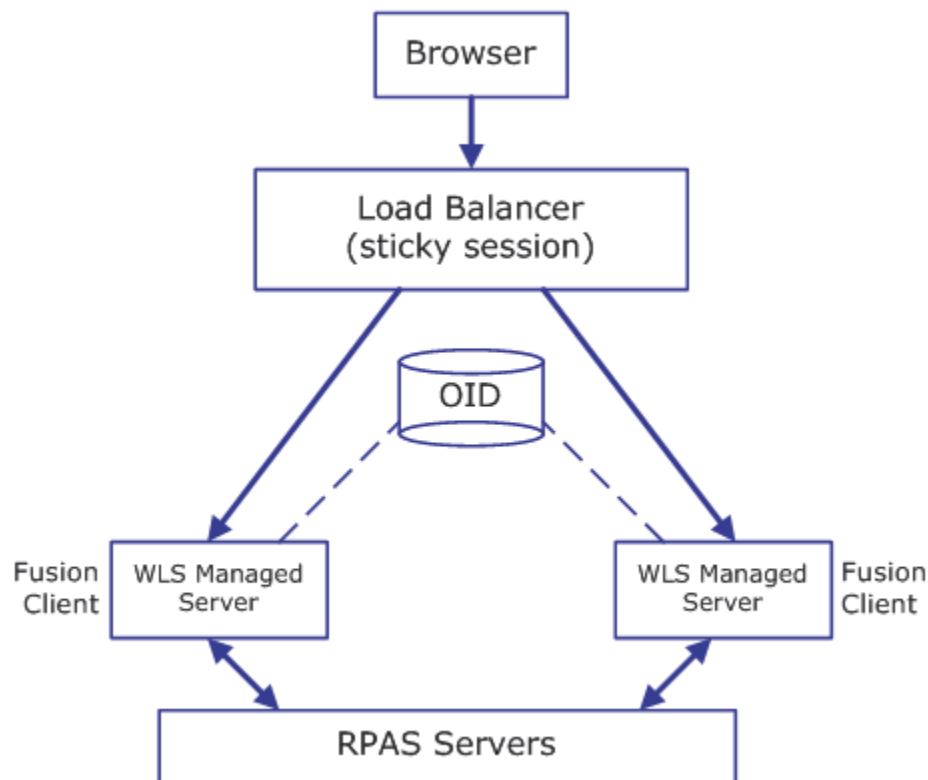 Browser
Load Balancer
(sticky session)
OID
Fusion
Client
WLS Managed
Server
WLS Managed
Server
Fusion
Client
RPAS Servers